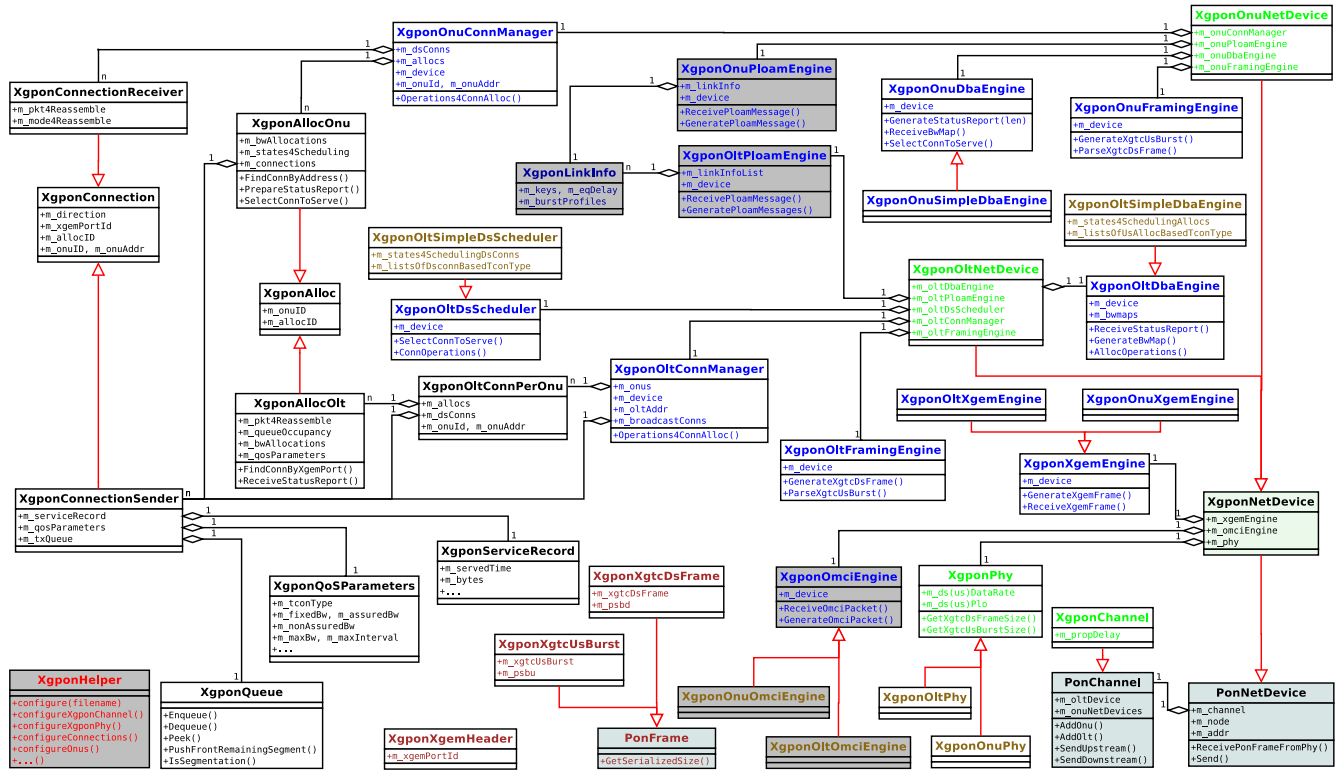 XgponOnuConnManager
+m_dsConns
+m_allocs
+m_device
+m_onuId, m_onuAddr
+Operations4ConnAlloc()
XgponOnuNetDevice
+m_onuConnManager
+m_onuPloamEngine
+m_onuDbaEngine
+m_onuFramingEngine
XgponConnectionReceiver
+m_pkt4Reassemble
+m_mode4Reassemble
XgponOnuPloamEngine
+m_linkInfo
+m_device
+ReceivePloamMessage()
+GeneratePloamMessage()
XgponOnuDbaEngine
+m_device
+GenerateStatusReport(len)
+ReceiveBwMap()
+SelectConnToServe()
XgponOnuFramingEngine
+m_device
+GenerateXgtcUsBurst()
+ParseXgtcDsFrame()
XgponAllocOnu
+m_bwAllocations
+m_states4Scheduling
+m_connections
+FindConnByAddress()
+PrepareStatusReport()
+SelectConnToServe()
XgponLinkInfo
+m_keys, m_eqDelay
+m_burstProfiles
XgponOltPloamEngine
+m_linkInfoList
+m_device
+ReceivePloMessage()
+GeneratePloamMessages()
XgponConnection
+m_direction
+m_xgemPortId
+m_allocID
+m_onuID, m_onuAddr
XgponOnuSimpleDbaEngine
XgponOltSimpleDbaEngine
+m_states4SchedulingAllocs
+m_listsOfUsAllocBasedTconType
XgponOltSimpleDsScheduler
+m_states4SchedulingDsConns
+m_listsOfDsconnBasedTconType
XgponOltNetDevice
+m_oltDbaEngine
+m_oltPloamEngine
+m_oltDsScheduler
+m_oltConnManager
+m_oltFramingEngine
XgponOltDbaEngine
+m_device
+m_bwmaps
+ReceiveStatusReport()
+GenerateBwMap()
+AllocOperations()
XgponAlloc
+m_onuID
+m_allocID
XgponOltDsScheduler
+m_device
+SelectConnToServe()
+ConnOperations()
XgponOltConnManager
+m_onus
+m_device
+m_oltAddr
+m_broadcastConns
+Operations4ConnAlloc()
XgponOltConnPerOnu
+m_allocs
+m_dsConns
+m_onuId, m_onuAddr
XgponAllocOlt
+m_pkt4Reassemble
+m_queueOccupancy
+m_bwAllocations
+m_qosParameters
+FindConnByXgemPort()
+ReceiveStatusReport()
XgponOltXgemEngine
XgponOnuXgemEngine
XgponOltFramingEngine
+m_device
+GenerateXgtcDsFrame()
+ParseXgtcUsBurst()
XgponXgemEngine
+m_device
+GenerateXgemFrame()
+ReceiveXgemFrame()
XgponConnectionSender
+m_serviceRecord
+m_qosParameters
+m_txQueue
XgponNetDevice
+m_xgemEngine
+m_omciEngine
+m_phy
XgponServiceRecord
+m_servedTime
+m_bytes
+...
XgponQoSParameters
+m_tconType
+m_fixedBw, m_assuredBw
+m_nonAssuredBw
+m_maxBw, m_maxInterval
+...
XgponXgtcDsFrame
+m_xgtcDsFrame
+m_psbd
XgponOmciEngine
+m_device
+ReceiveOmciPacket()
+GenerateOmciPacket()
XgponPhy
+m_ds(us)DataRate
+m_ds(us)Plo
+GetXgtcDsFrameSize()
+GetXgtcUsBurstSize()
XgponChannel
+m_propDelay
XgponXgtcUsBurst
+m_xgtcUsBurst
+m_psbu
XgponHelper
+configure(filename)
+configureXgponChannel()
+configureXgponPhy()
+configureConnections()
+configureOnus()
+...()
XgponQueue
+Enqueue()
+Dequeue()
+Peek()
+PushFrontRemainingSegment()
+IsSegmentation()
XgponOnuOmciEngine
XgponOltPhy
PonChannel
+m_oltDevice
+m_onuNetDevices
+AddOnu()
+AddOlt()
+SendUpstream()
+SendDownstream()
PonNetDevice
+m_channel
+m_node
+m_addr
+ReceivePonFrameFromPhy()
+Send()
XgponXgemHeader
+m_xgemPortId
PonFrame
+GetSerializedSize()
XgponOltOmciEngine
XgponOnuPhy